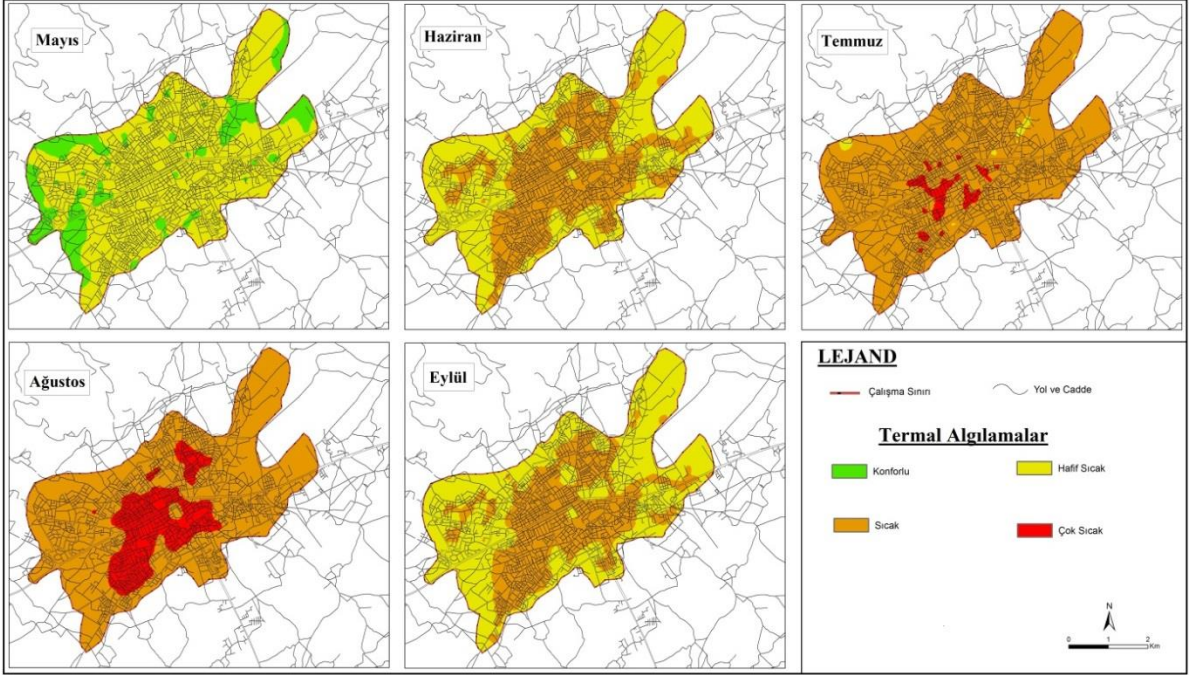 Mayıs
Haziran
Temmuz
Ağustos
Eylül
LEJAND
Çalışma Sınırı
Yol ve Cadde
Termal Algılamalar
Konforlu
Hafif Sıcak
Sıcak
Çok Sıcak
N
0 1 2
Km